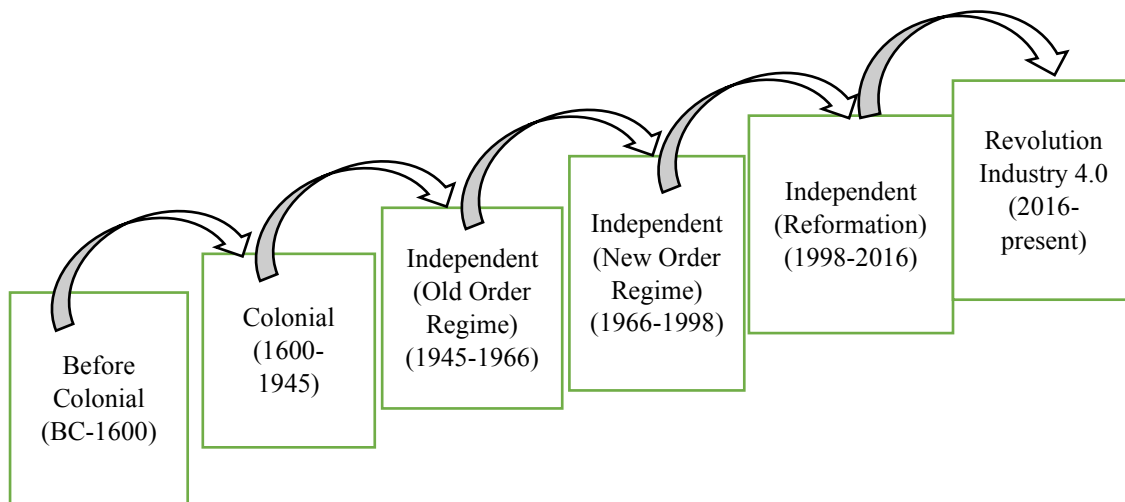 Before
Colonial
(BC-1600)
Colonial
(1600-
1945)
Independent
(Old Order
Regime)
(1945-1966)
Independent
(New Order
Regime)
(1966-1998)
Independent
(Reformation)
(1998-2016)
Revolution
Industry 4.0
(2016-
present)